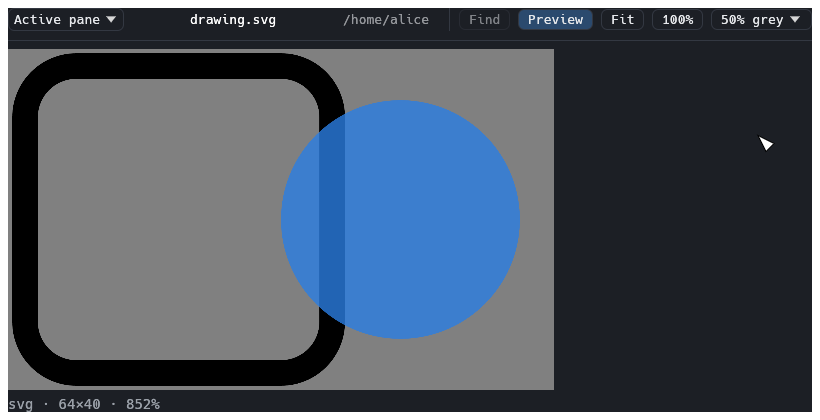 Active pane drawing.svg /home/alice Find Preview Fit 100% 50% grey
svg · 64×40 · 852%